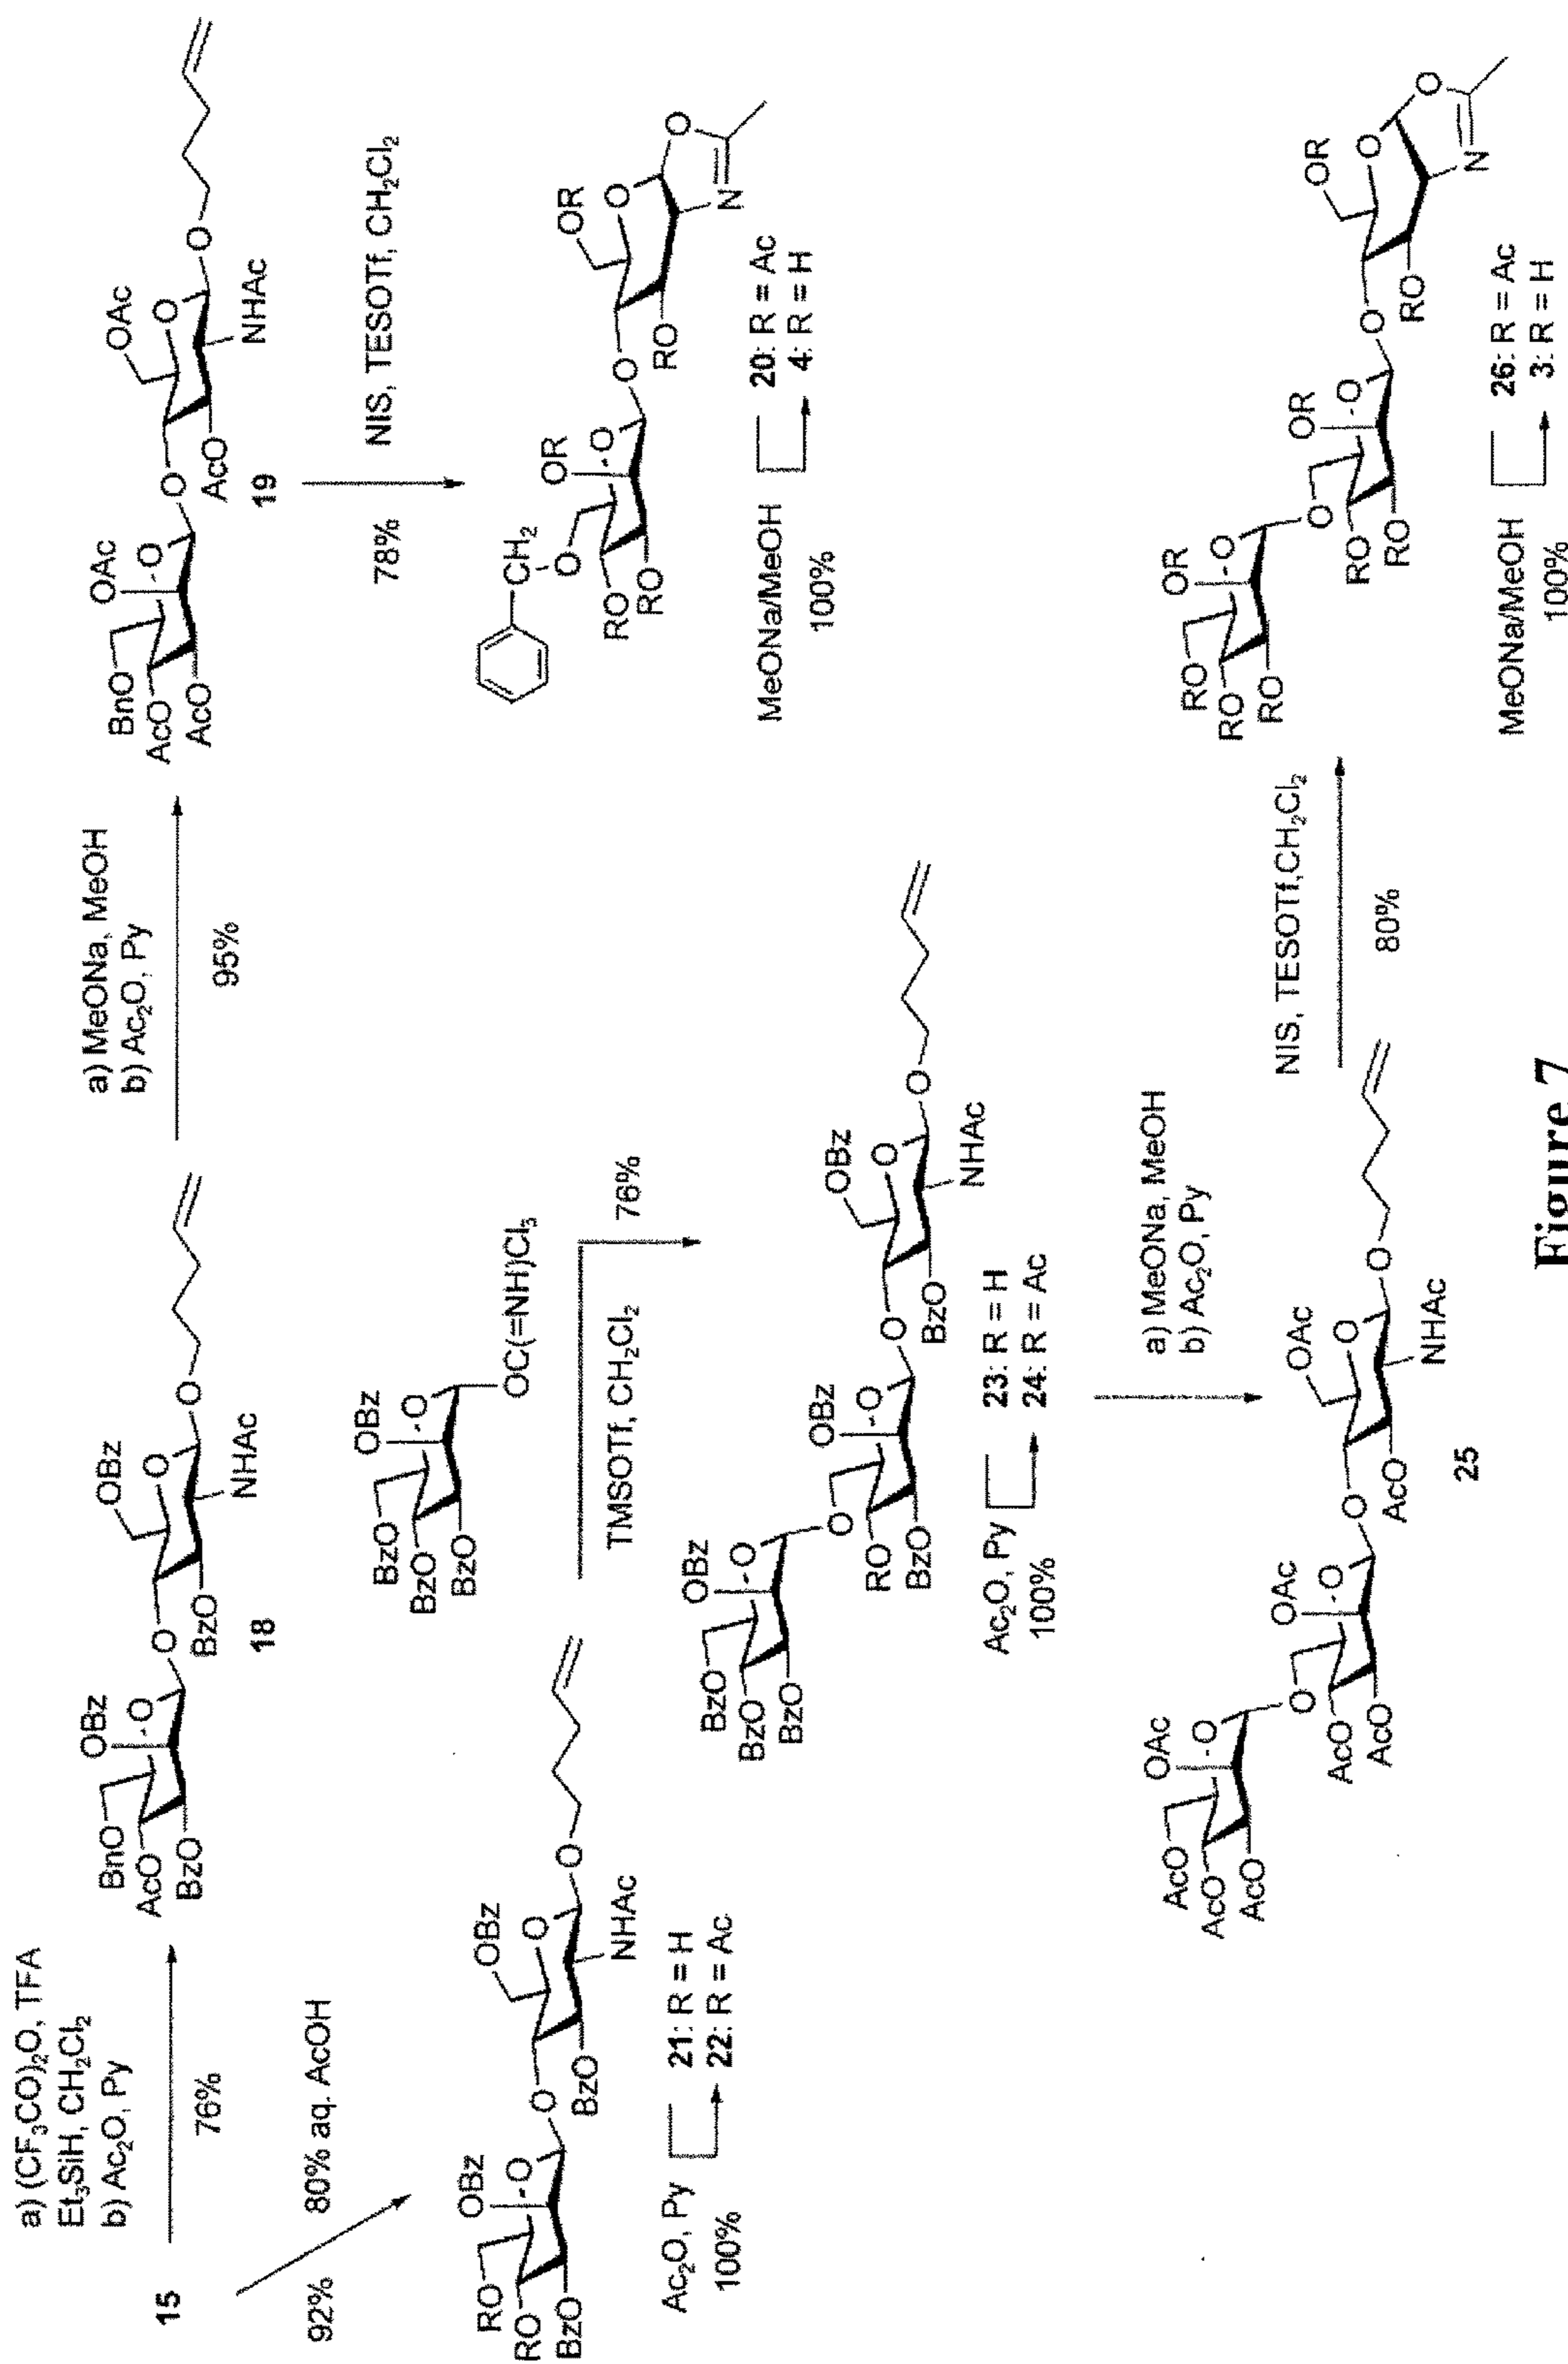 a) (CF₃CO)₂O, TFA
Et₃SiH, CH₂Cl₂
b) Ac₂O, Py
15
76%
BnO
AcO
BzO
OBz
O
O
BzO
OBz
O
NHAc
O
18
a) MeONa, MeOH
b) Ac₂O, Py
95%
BnO
AcO
AcO
OAc
O
O
AcO
OAc
O
NHAc
O
19
78%
NIS, TESOTf, CH₂Cl₂
CH₂
O
RO
RO
OR
O
O
RO
OR
O
O
N
20: R = Ac
4: R = H
MeONa/MeOH
100%
92%
80% aq. AcOH
RO
RO
BzO
OBz
O
O
BzO
OBz
O
NHAc
O
Ac₂O, Py
100%
21: R = H
22: R = Ac
BzO
BzO
BzO
OBz
O
OC(=NH)Cl₃
TMSOTf, CH₂Cl₂
76%
BzO
BzO
BzO
OBz
O
O
RO
BzO
OBz
O
O
BzO
OBz
O
NHAc
O
Ac₂O, Py
100%
23: R = H
24: R = Ac
a) MeONa, MeOH
b) Ac₂O, Py
AcO
AcO
AcO
OAc
O
O
AcO
AcO
OAc
O
O
AcO
OAc
O
NHAc
O
25
NIS, TESOTf,CH₂Cl₂
80%
RO
RO
RO
OR
O
O
RO
RO
OR
O
O
RO
OR
O
O
N
26: R = Ac
3: R = H
MeONa/MeOH
100%
Figure 7